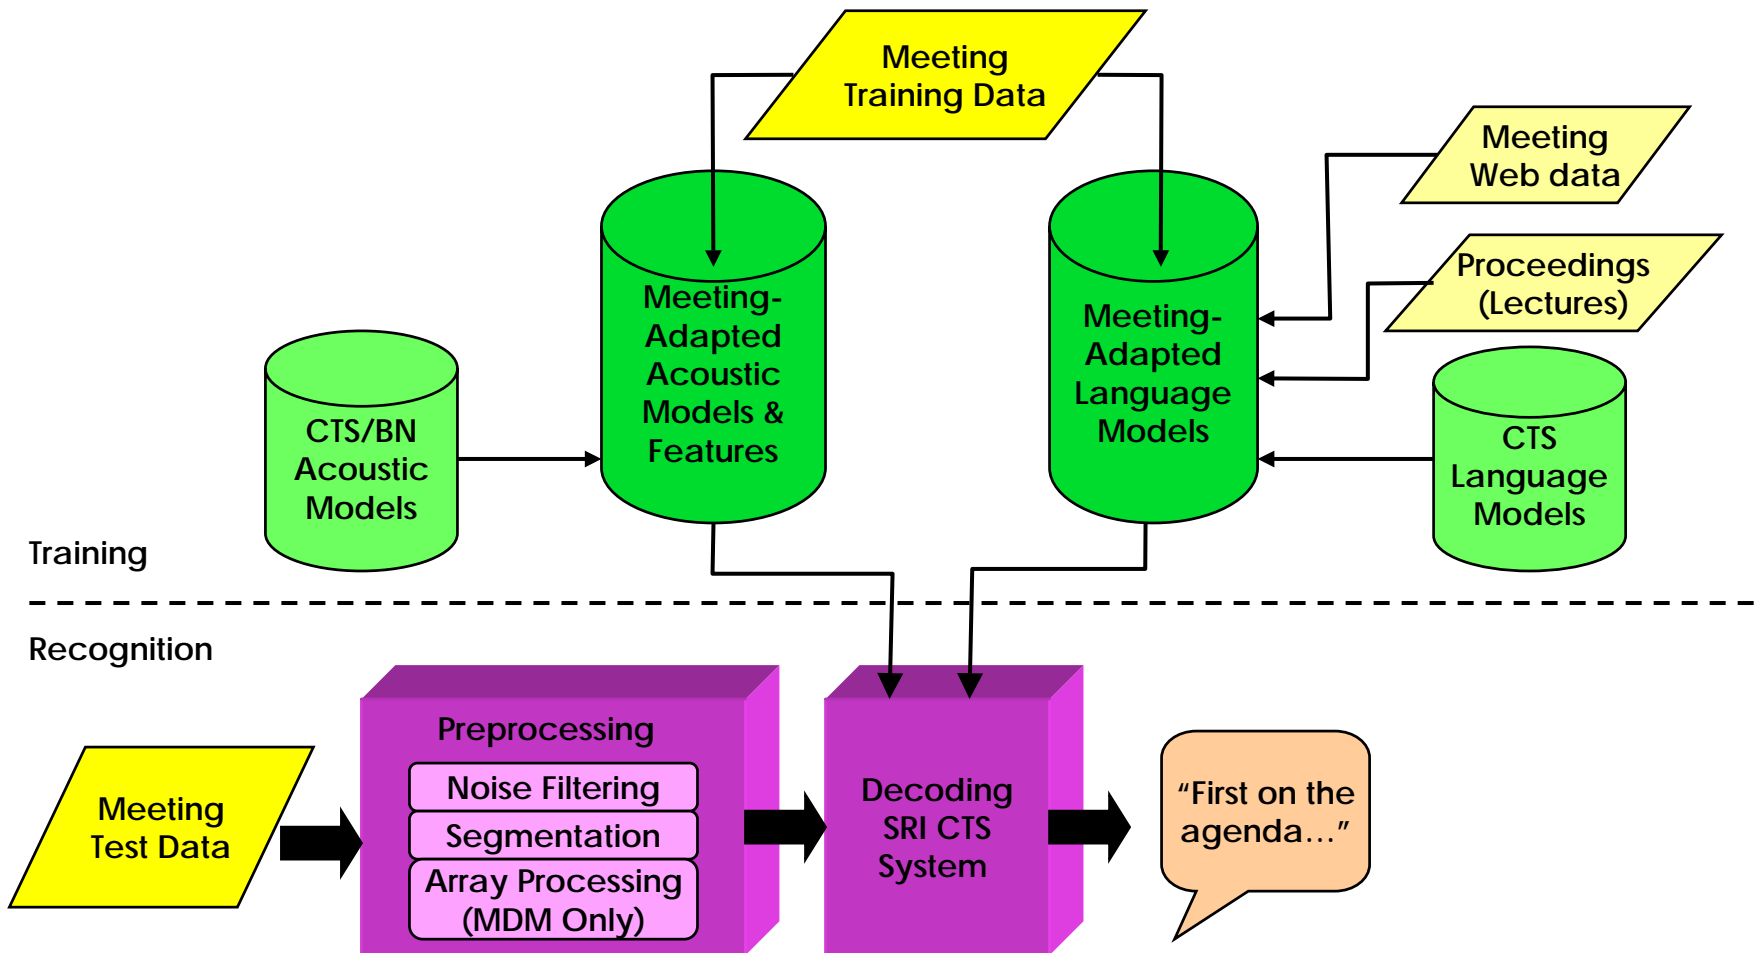 Meeting
Training Data
Meeting
Web data
Proceedings
(Lectures)
Meeting-
Adapted
Acoustic
Models &
Features
Meeting-
Adapted
Language
Models
CTS/BN
Acoustic
Models
CTS
Language
Models
Training
Recognition
Preprocessing
Noise Filtering
Segmentation
Array Processing
(MDM Only)
Meeting
Test Data
Decoding
SRI CTS
System
“First on the
agenda…”